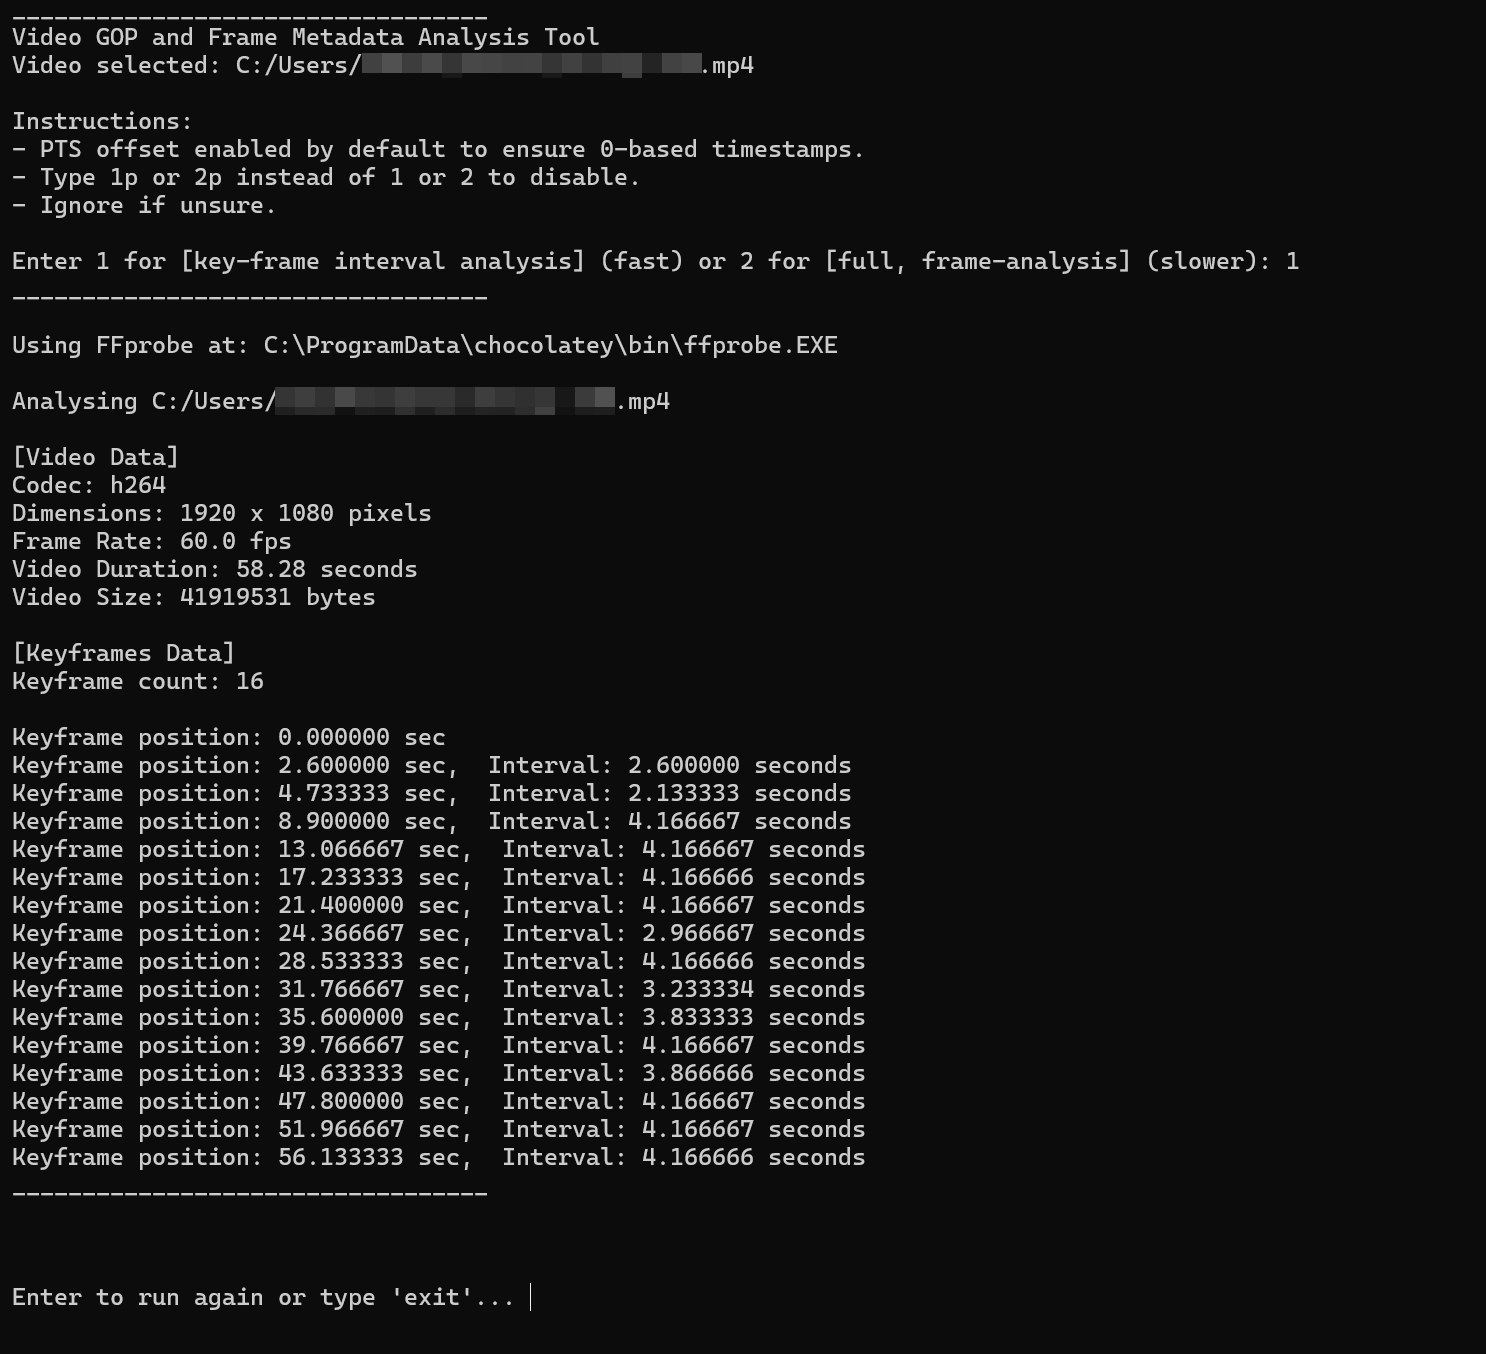 ----------------------------------
Video GOP and Frame Metadata Analysis Tool
Video selected: C:/Users/ .mp4
Instructions:
- PTS offset enabled by default to ensure 0-based timestamps.
- Type 1p or 2p instead of 1 or 2 to disable.
- Ignore if unsure.
Enter 1 for [key-frame interval analysis] (fast) or 2 for [full, frame-analysis] (slower): 1
----------------------------------
Using FFprobe at: C:\ProgramData\chocolatey\bin\ffprobe.EXE
Analysing C:/Users/ .mp4
[Video Data]
Codec: h264
Dimensions: 1920 x 1080 pixels
Frame Rate: 60.0 fps
Video Duration: 58.28 seconds
Video Size: 41919531 bytes
[Keyframes Data]
Keyframe count: 16
Keyframe position: 0.000000 sec
Keyframe position: 2.600000 sec,  Interval: 2.600000 seconds
Keyframe position: 4.733333 sec,  Interval: 2.133333 seconds
Keyframe position: 8.900000 sec,  Interval: 4.166667 seconds
Keyframe position: 13.066667 sec,  Interval: 4.166667 seconds
Keyframe position: 17.233333 sec,  Interval: 4.166666 seconds
Keyframe position: 21.400000 sec,  Interval: 4.166667 seconds
Keyframe position: 24.366667 sec,  Interval: 2.966667 seconds
Keyframe position: 28.533333 sec,  Interval: 4.166666 seconds
Keyframe position: 31.766667 sec,  Interval: 3.233334 seconds
Keyframe position: 35.600000 sec,  Interval: 3.833333 seconds
Keyframe position: 39.766667 sec,  Interval: 4.166667 seconds
Keyframe position: 43.633333 sec,  Interval: 3.866666 seconds
Keyframe position: 47.800000 sec,  Interval: 4.166667 seconds
Keyframe position: 51.966667 sec,  Interval: 4.166667 seconds
Keyframe position: 56.133333 sec,  Interval: 4.166666 seconds
----------------------------------
Enter to run again or type 'exit'...